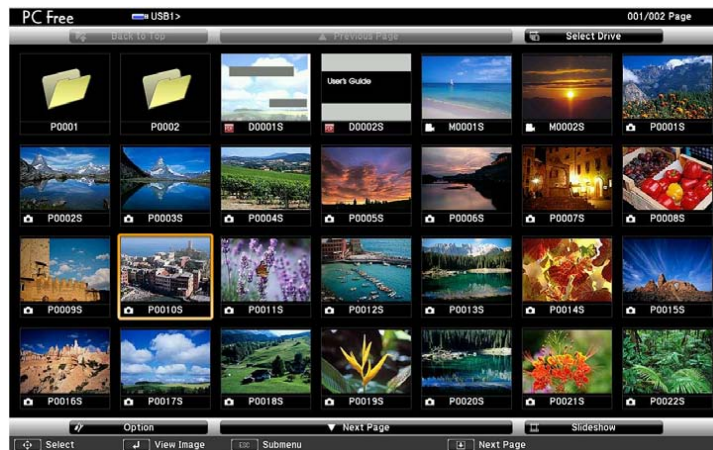 PC Free USB1> 001/002 Page
Back to Top Previous Page Select Drive
User's Guide
P0001 P0002 D0001S D0002S M0001S M0002S P0001S
P0002S P0003S P0004S P0005S P0006S P0007S P0008S
P0009S P0010S P0011S P0012S P0013S P0014S P0015S
P0016S P0017S P0018S P0019S P0020S P0021S P0022S
Option Next Page Slideshow
Select View Image ESC Submenu Next Page